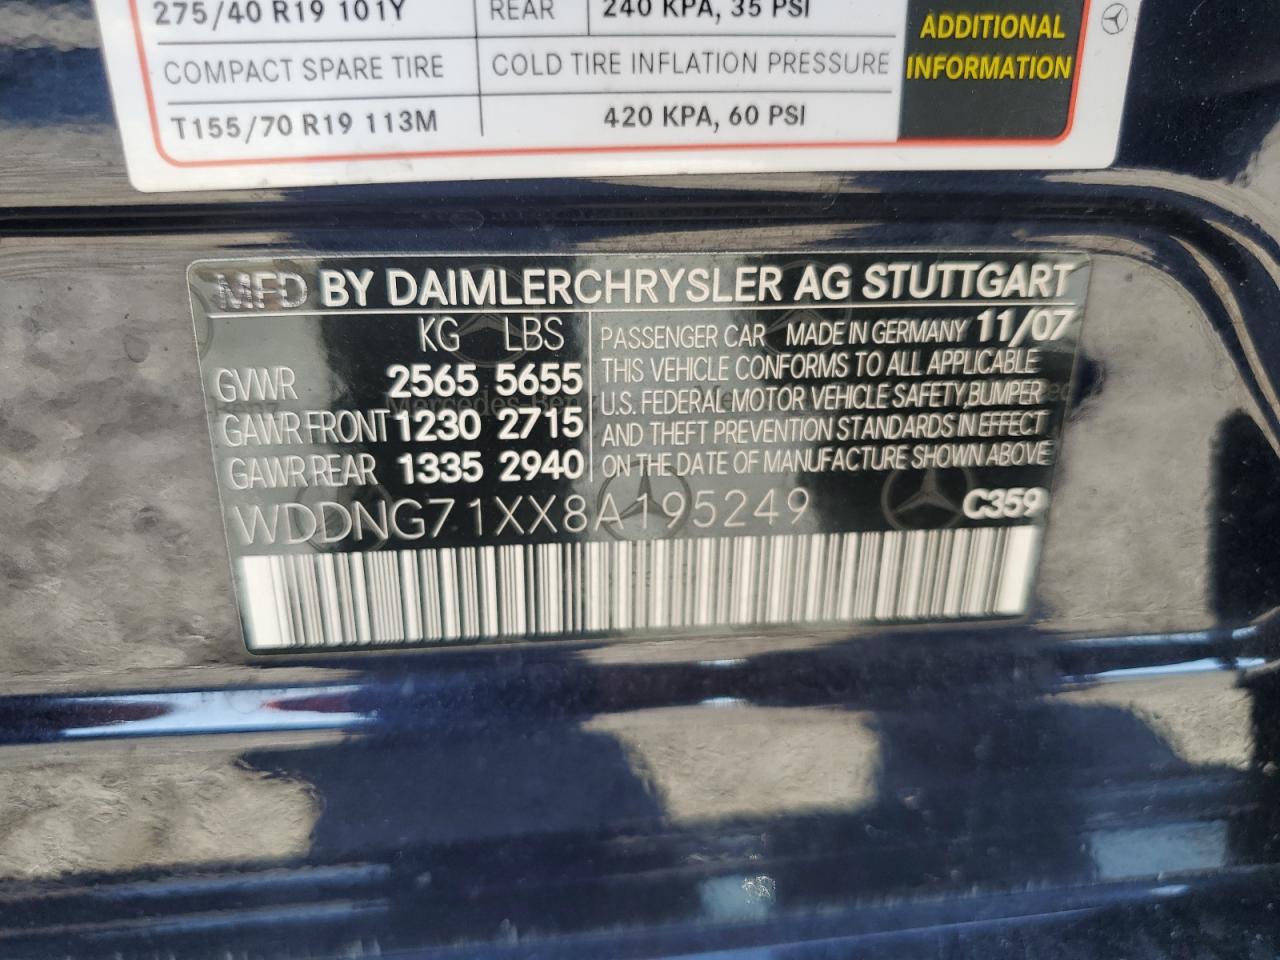 275/40 R19 101Y REAR 240 KPA, 35 PSI
ADDITIONAL
INFORMATION
COMPACT SPARE TIRE COLD TIRE INFLATION PRESSURE
T155/70 R19 113M 420 KPA, 60 PSI
MFD BY DAIMLERCHRYSLER AG STUTTGART
KG LBS
GVWR 2565 5655
GAWR FRONT 1230 2715
GAWR REAR 1335 2940
PASSENGER CAR MADE IN GERMANY 11/07
THIS VEHICLE CONFORMS TO ALL APPLICABLE
U.S. FEDERAL MOTOR VEHICLE SAFETY, BUMPER
AND THEFT PREVENTION STANDARDS IN EFFECT
ON THE DATE OF MANUFACTURE SHOWN ABOVE
WDDNG71XX8A195249 C359
Mercedes-Benz